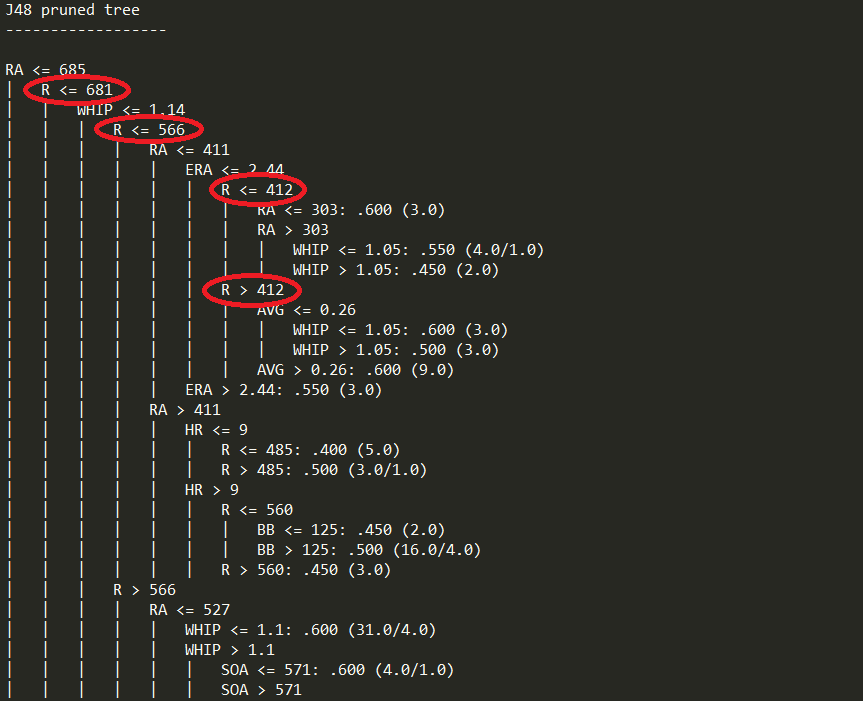 J48 pruned tree
------------------
RA <= 685
|   R <= 681
|   |   WHIP <= 1.14
|   |   |   R <= 566
|   |   |   |   RA <= 411
|   |   |   |   |   ERA <= 2.44
|   |   |   |   |   |   R <= 412
|   |   |   |   |   |   |   RA <= 303: .600 (3.0)
|   |   |   |   |   |   |   RA > 303
|   |   |   |   |   |   |   |   WHIP <= 1.05: .550 (4.0/1.0)
|   |   |   |   |   |   |   |   WHIP > 1.05: .450 (2.0)
|   |   |   |   |   |   R > 412
|   |   |   |   |   |   |   AVG <= 0.26
|   |   |   |   |   |   |   |   WHIP <= 1.05: .600 (3.0)
|   |   |   |   |   |   |   |   WHIP > 1.05: .500 (3.0)
|   |   |   |   |   |   |   AVG > 0.26: .600 (9.0)
|   |   |   |   |   ERA > 2.44: .550 (3.0)
|   |   |   |   RA > 411
|   |   |   |   |   HR <= 9
|   |   |   |   |   |   R <= 485: .400 (5.0)
|   |   |   |   |   |   R > 485: .500 (3.0/1.0)
|   |   |   |   |   HR > 9
|   |   |   |   |   |   R <= 560
|   |   |   |   |   |   |   BB <= 125: .450 (2.0)
|   |   |   |   |   |   |   BB > 125: .500 (16.0/4.0)
|   |   |   |   |   |   R > 560: .450 (3.0)
|   |   |   R > 566
|   |   |   |   RA <= 527
|   |   |   |   |   WHIP <= 1.1: .600 (31.0/4.0)
|   |   |   |   |   WHIP > 1.1
|   |   |   |   |   |   SOA <= 571: .600 (4.0/1.0)
|   |   |   |   |   |   SOA > 571